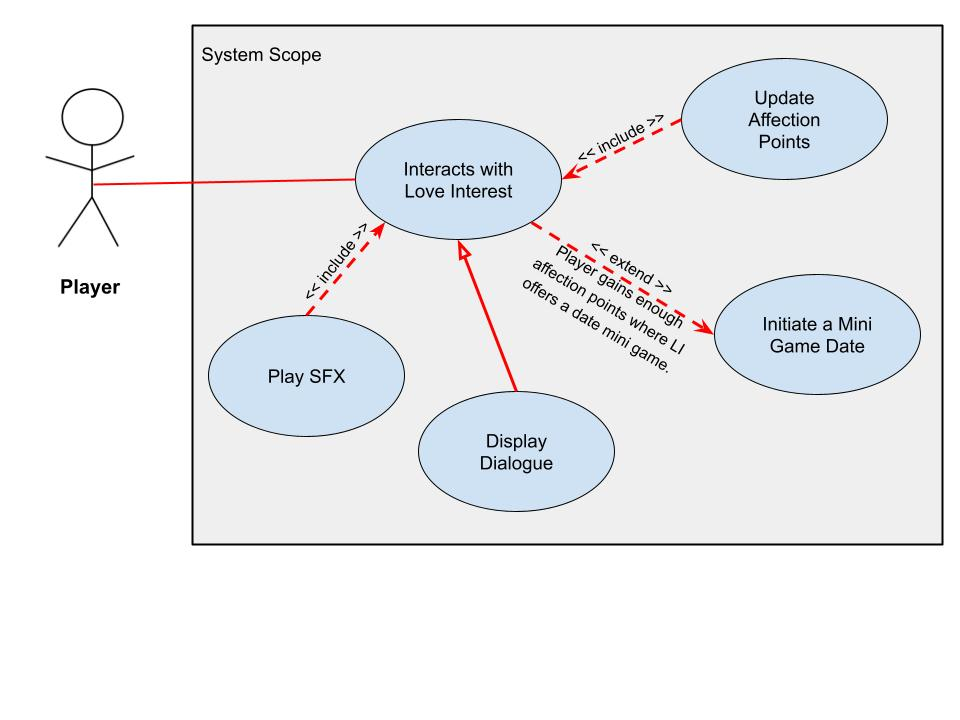 System Scope
Update
Affection
Points
<< include >>
Interacts with
Love Interest
<< include >>
<< extend >>
Player gains enough
affection points where LI
offers a date mini game.
Player
Initiate a Mini
Game Date
Play SFX
Display
Dialogue